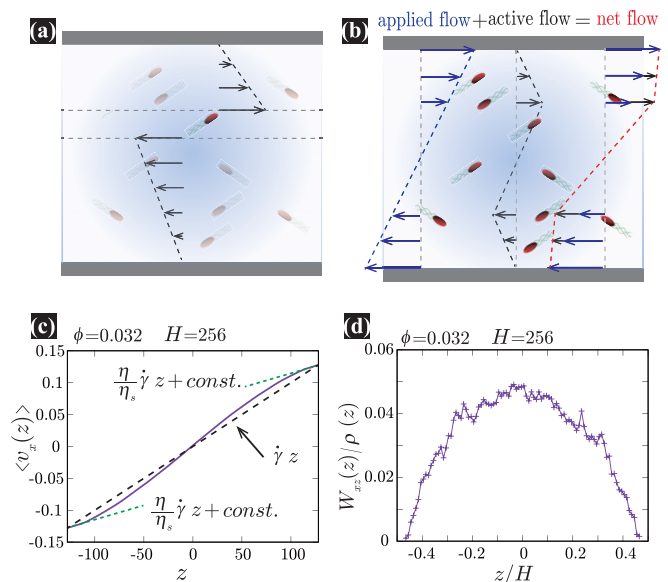 (a)
(b)
applied flow+active flow = net flow
(c)
ϕ=0.032 H=256
0.15
0.10
0.05
0
-0.05
-0.10
-0.15
-100 -50 0 50 100
⟨v_x(z)⟩
z
η/η_s γ̇ z+const.
γ̇ z
η/η_s γ̇ z+const.
(d)
ϕ=0.032 H=256
0.06
0.04
0.02
0
-0.4 -0.2 0 0.2 0.4
W_xz(z)/ρ(z)
z/H